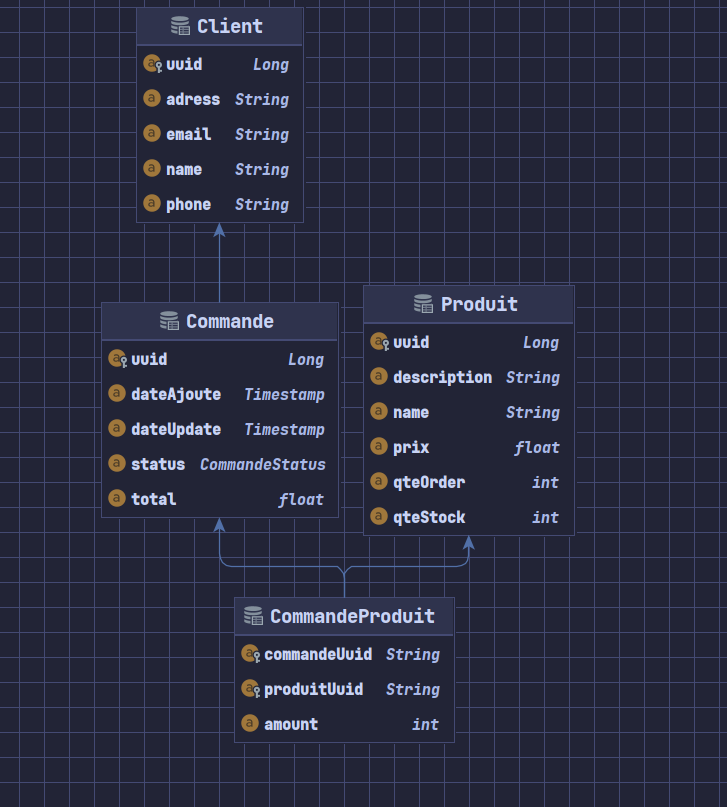 Client
uuid Long
adress String
email String
name String
phone String
Commande
uuid Long
dateAjoute Timestamp
dateUpdate Timestamp
status CommandeStatus
total float
Produit
uuid Long
description String
name String
prix float
qteOrder int
qteStock int
CommandeProduit
commandeUuid String
produitUuid String
amount int